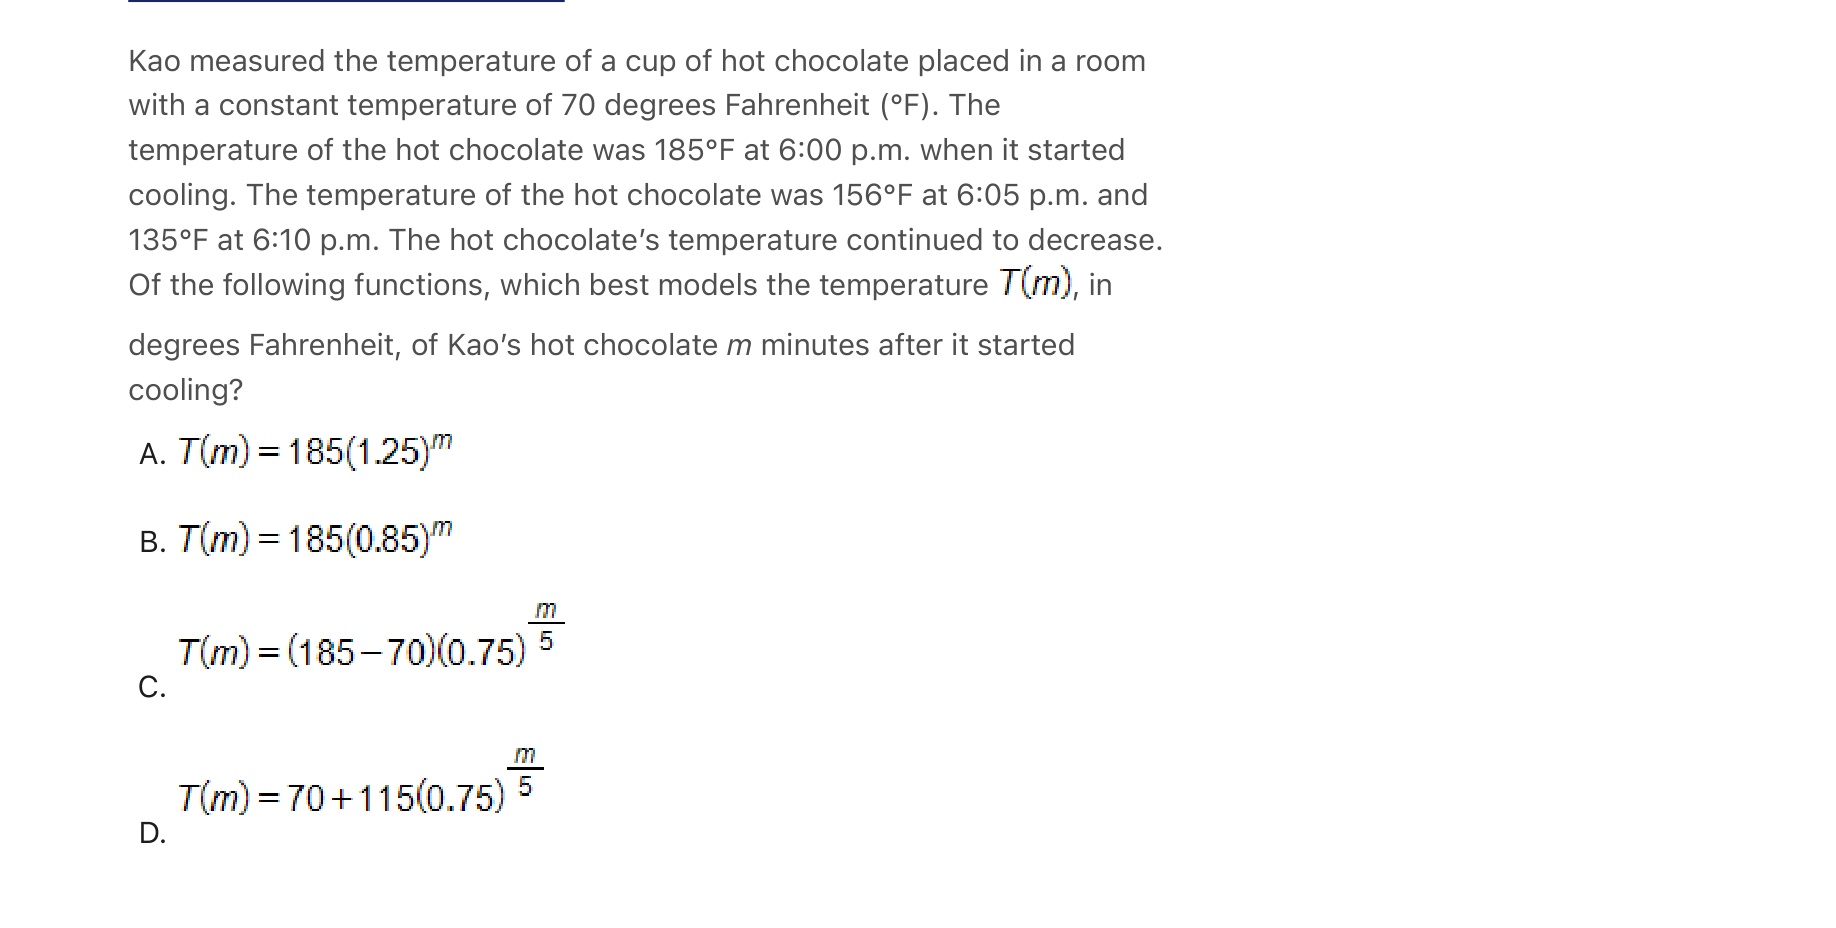 Kao measured the temperature of a cup of hot chocolate placed in a room
with a constant temperature of 70 degrees Fahrenheit (°F). The
temperature of the hot chocolate was 185°F at 6:00 p.m. when it started
cooling. The temperature of the hot chocolate was 156°F at 6:05 p.m. and
135°F at 6:10 p.m. The hot chocolate’s temperature continued to decrease.
Of the following functions, which best models the temperature T(m), in
degrees Fahrenheit, of Kao’s hot chocolate m minutes after it started
cooling?
A. T(m) = 185(1.25)^m
B. T(m) = 185(0.85)^m
C. T(m) = (185 – 70)(0.75)^(m/5)
D. T(m) = 70 + 115(0.75)^(m/5)